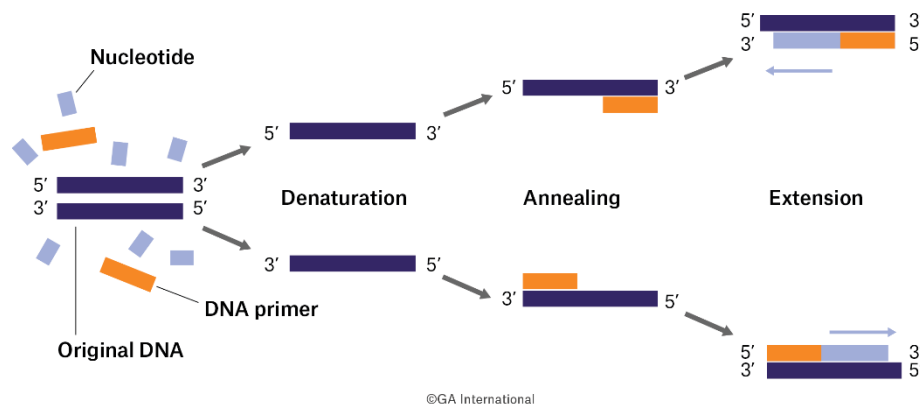 Nucleotide
5′ 3′
3′ 5′
DNA primer
Original DNA
5′ 3′
Denaturation
3′ 5′
5′ 3′
Annealing
3′ 5′
5′ 3
3′ 5
Extension
5′ 3
3′ 5
©GA International